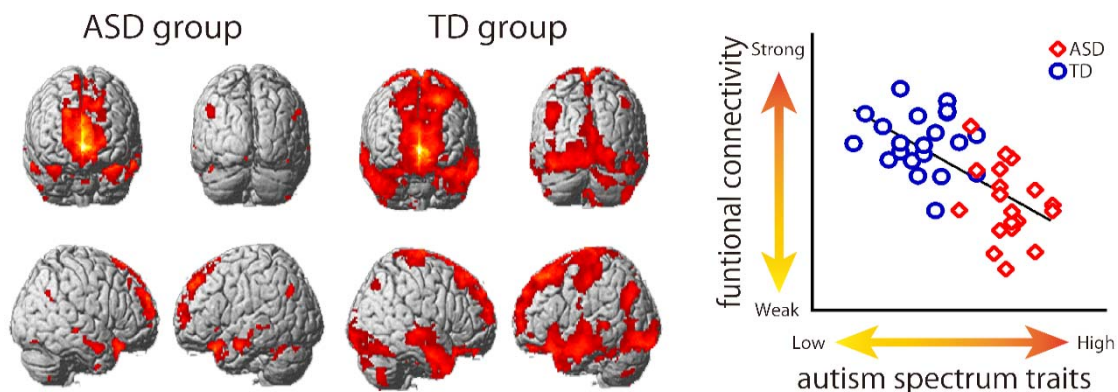 ASD group
TD group
funtional connectivity
Strong
Weak
ASD
TD
Low
High
autism spectrum traits